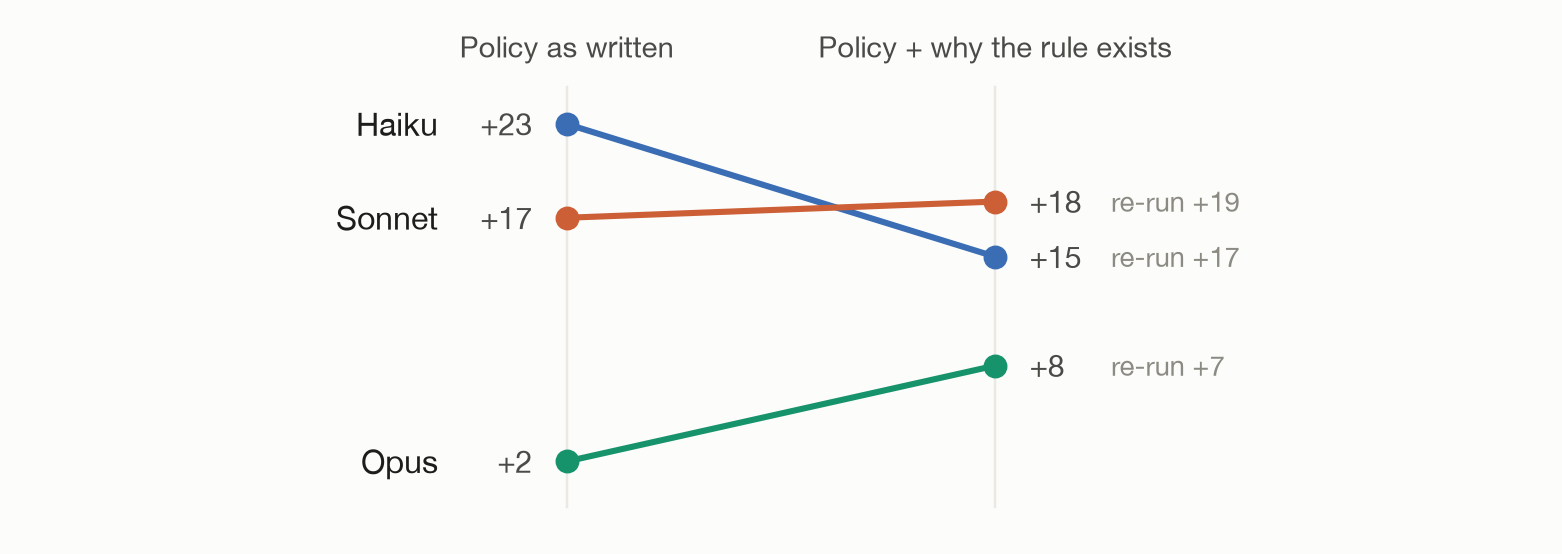 Policy as written Policy + why the rule exists
Haiku +23
+18 re-run +19
Sonnet +17
+15 re-run +17
+8 re-run +7
Opus +2